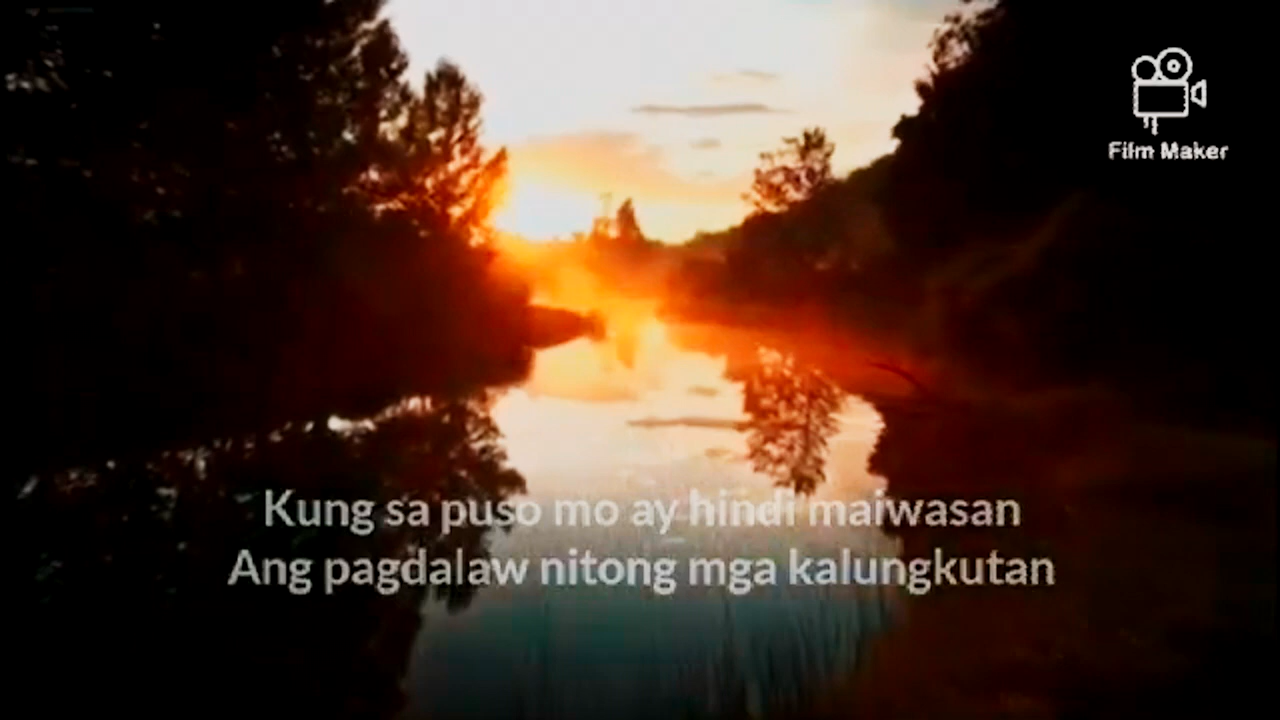 Film Maker
Kung sa puso mo ay hindi maiwasan
Ang pagdalaw nitong mga kalungkutan